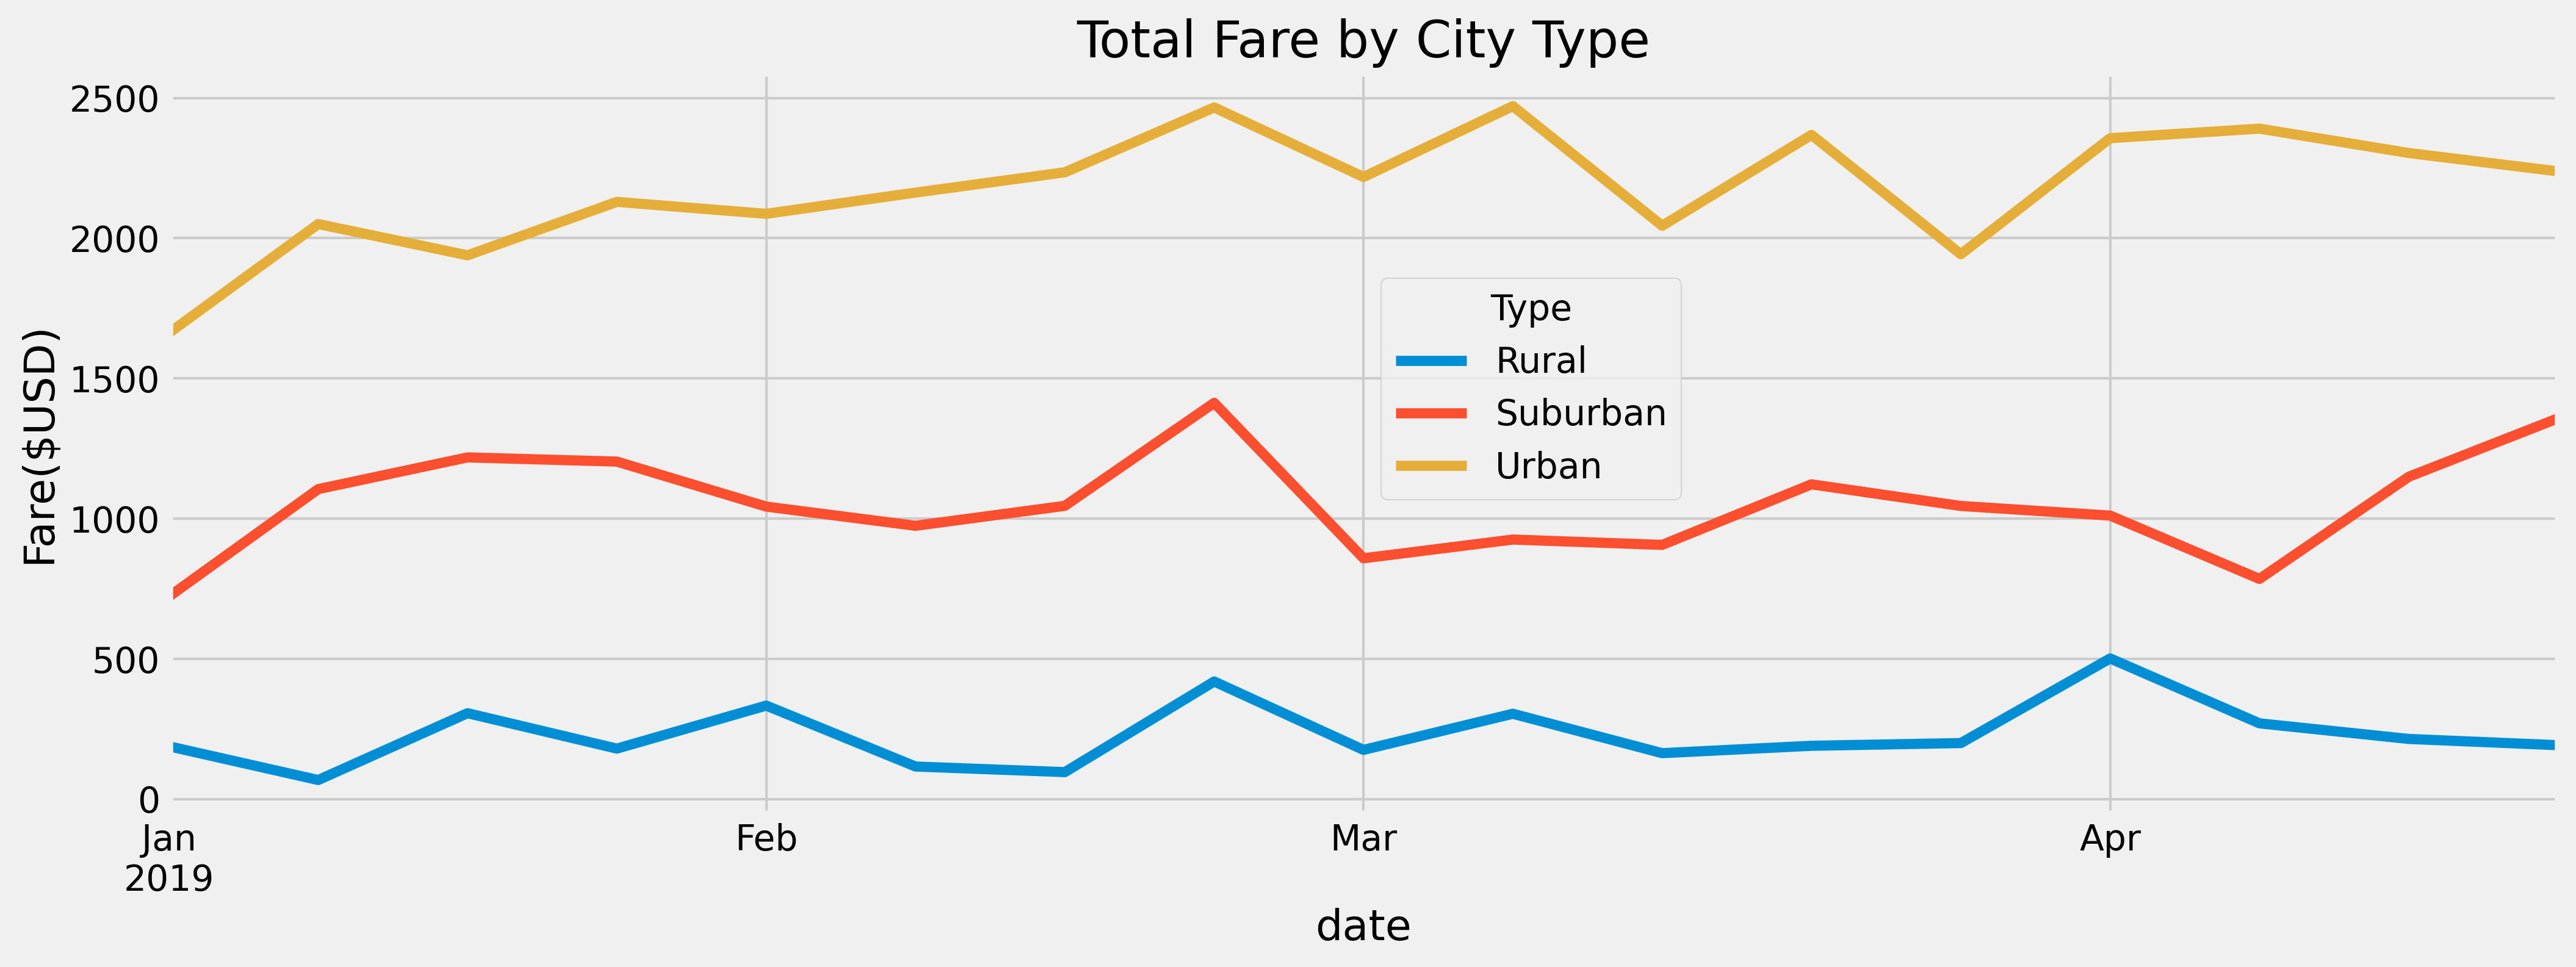 Total Fare by City Type
Fare($USD)
2500
2000
1500
1000
500
0
Type
Rural
Suburban
Urban
Jan
2019
Feb
Mar
Apr
date